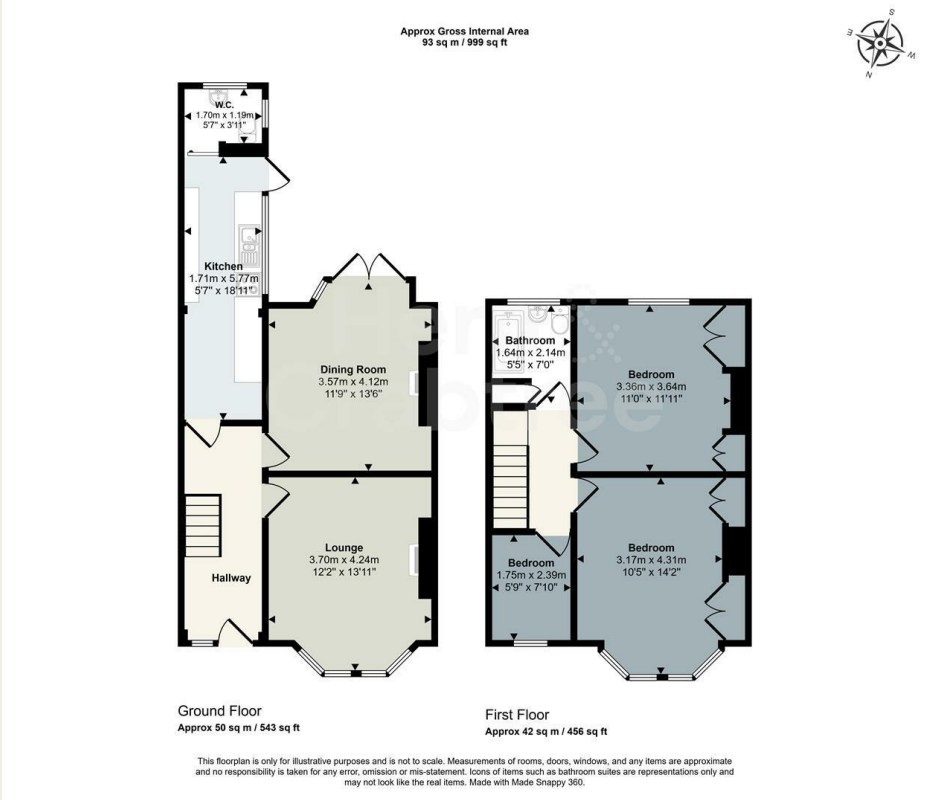 Approx Gross Internal Area
93 sq m / 999 sq ft
S
E
W
N
W.C.
1.70m x 1.19m
5'7" x 3'11"
Kitchen
1.71m x 5.77m
5'7" x 18'11"
Dining Room
3.57m x 4.12m
11'9" x 13'6"
Lounge
3.70m x 4.24m
12'2" x 13'11"
Hallway
Bathroom
1.64m x 2.14m
5'5" x 7'0"
Bedroom
3.36m x 3.64m
11'0" x 11'11"
Bedroom
3.17m x 4.31m
10'5" x 14'2"
Bedroom
1.75m x 2.39m
5'9" x 7'10"
Ground Floor
Approx 50 sq m / 543 sq ft
First Floor
Approx 42 sq m / 456 sq ft
This floorplan is only for illustrative purposes and is not to scale. Measurements of rooms, doors, windows, and any items are approximate
and no responsibility is taken for any error, omission or mis-statement. Icons of items such as bathroom suites are representations only and
may not look like the real items. Made with Made Snappy 360.